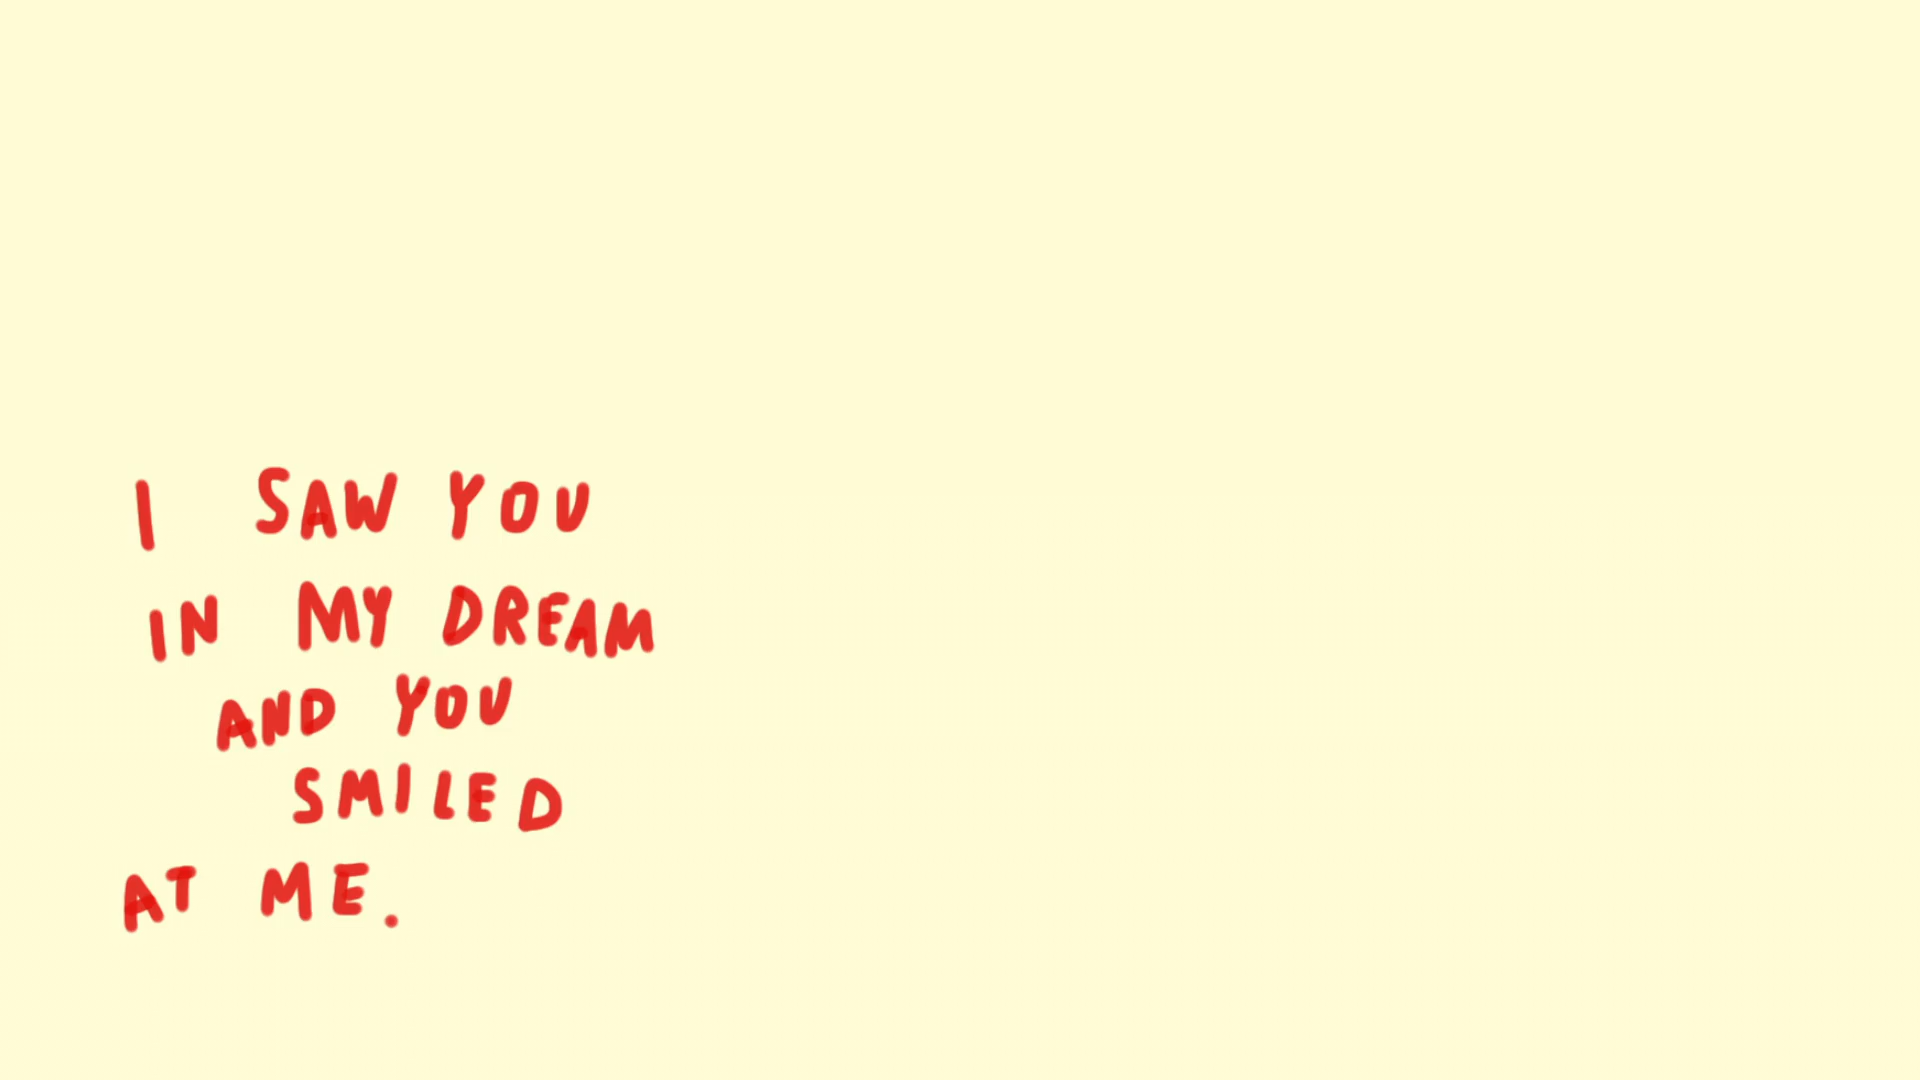 I SAW YOU
IN MY DREAM
AND YOU
SMILED
AT ME.